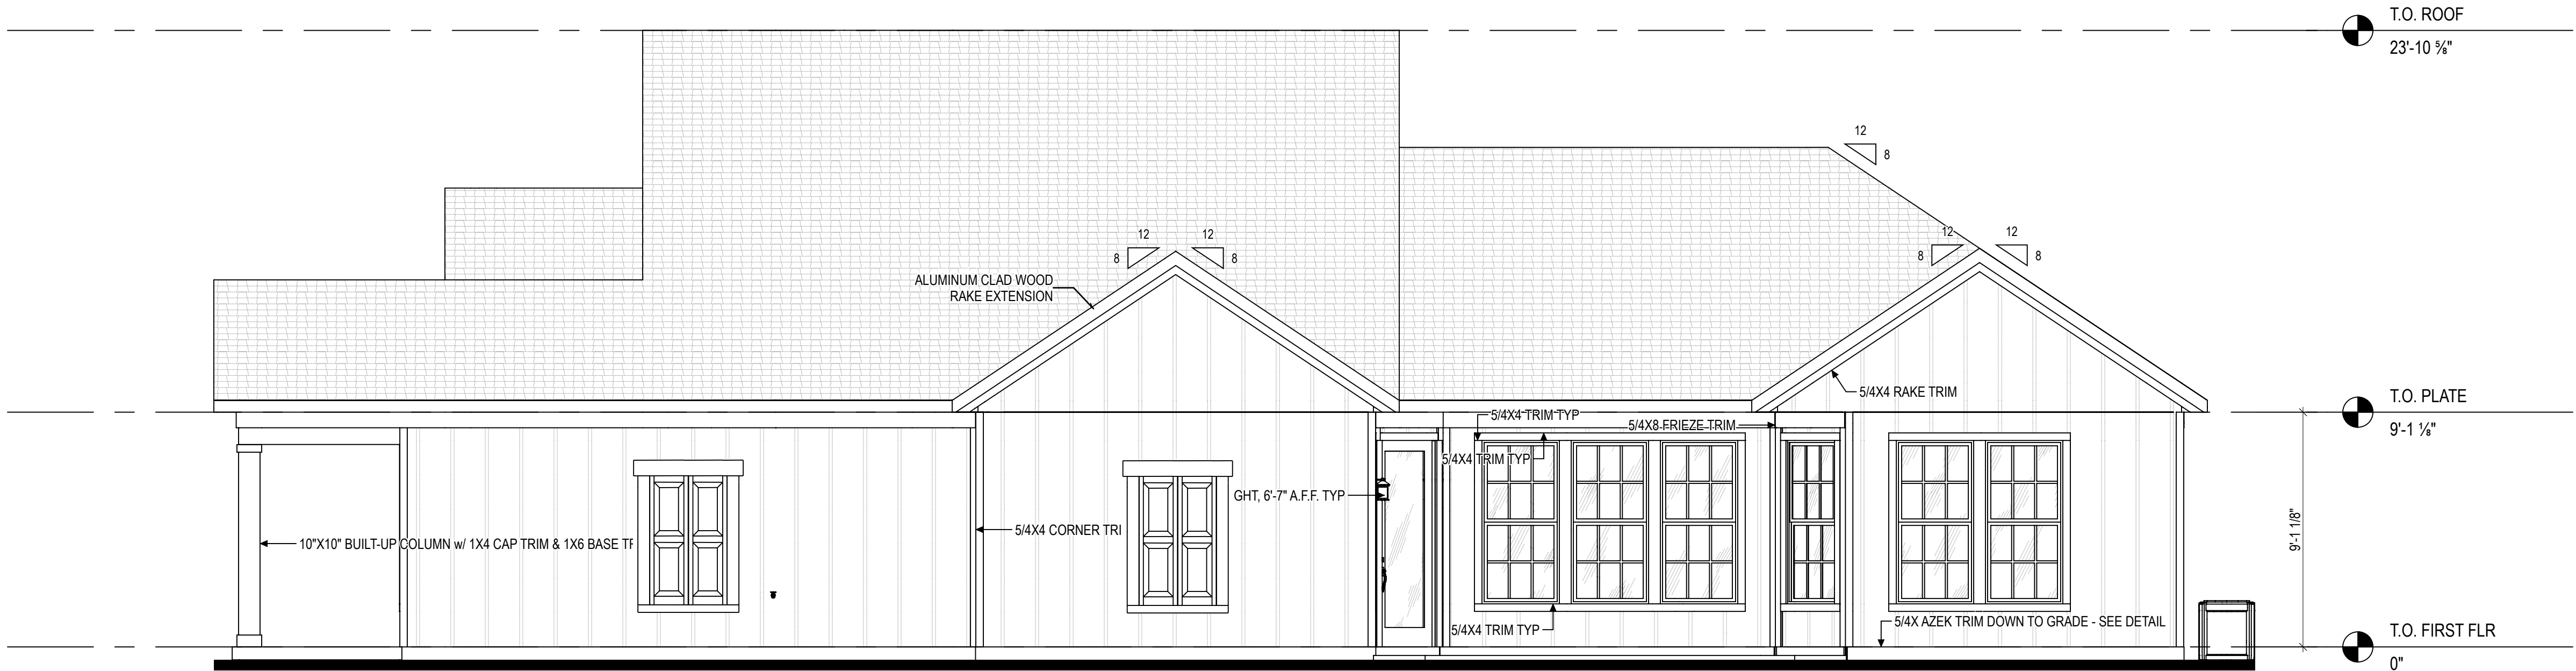 T.O. ROOF
23'-10 ⅝"
12
8
12
12
8
8
12
12
8
8
ALUMINUM CLAD WOOD
RAKE EXTENSION
5/4X4 RAKE TRIM
T.O. PLATE
9'-1 ⅛"
5/4X4 TRIM TYP
5/4X8 FRIEZE TRIM
5/4X4 TRIM TYP
GHT, 6'-7" A.F.F. TYP
5/4X4 CORNER TRI
10"X10" BUILT-UP COLUMN w/ 1X4 CAP TRIM & 1X6 BASE TR
9'-1 1/8"
5/4X AZEK TRIM DOWN TO GRADE - SEE DETAIL
5/4X4 TRIM TYP
T.O. FIRST FLR
0"